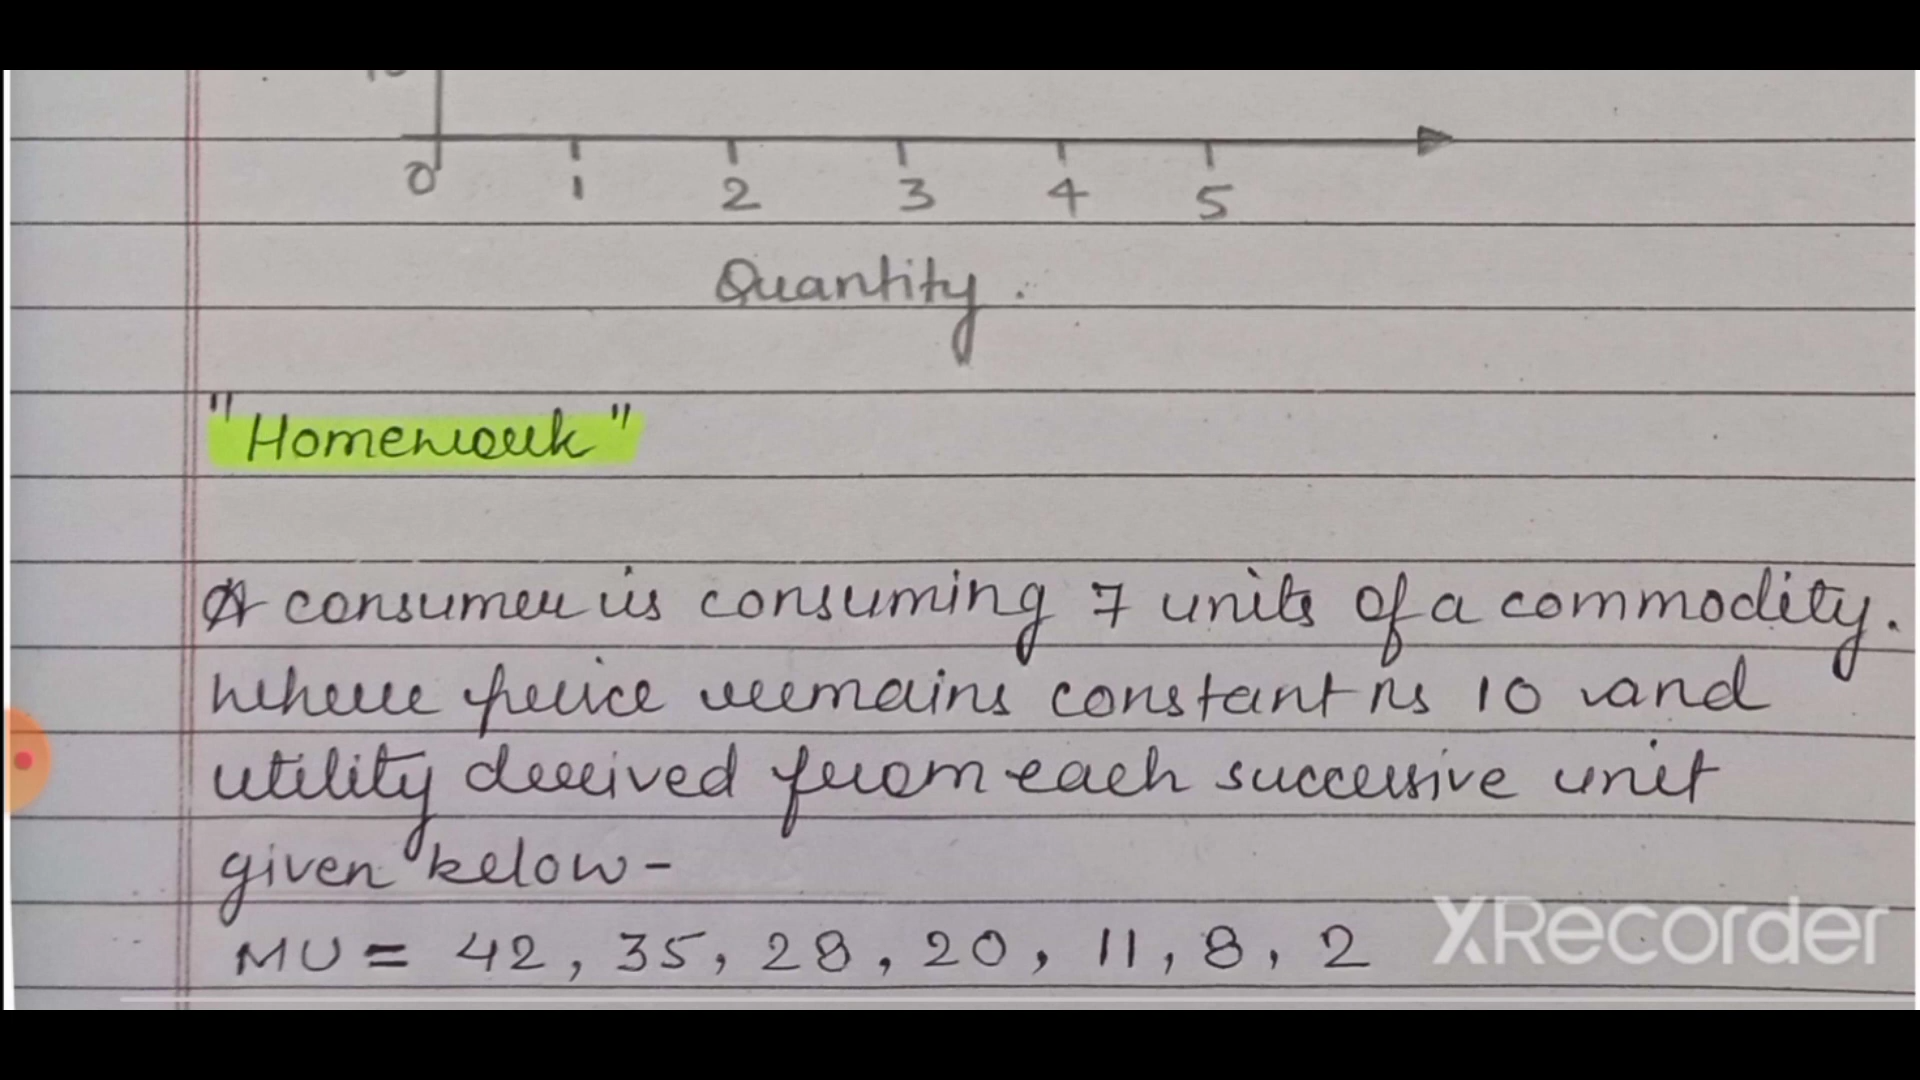 0 1 2 3 4 5
Quantity.
"Homework"
A consumer is consuming 7 units of a commodity.
where price remains constant rs 10 and
utility derived from each successive unit
given below-
MU = 42, 35, 28, 20, 11, 8, 2
XRecorder